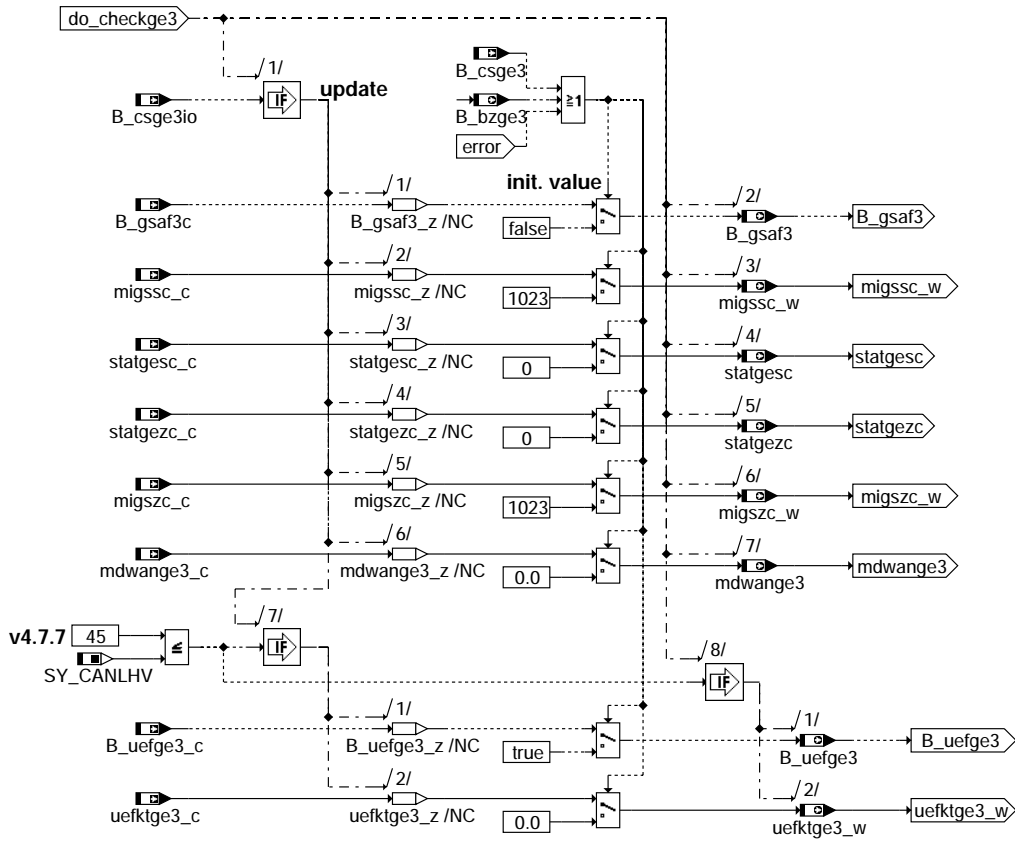 do_checkge3
/1/
update
B_csge3io
IF
B_csge3
B_bzge3
≥1
error
init. value
B_gsaf3c
/1/
B_gsaf3_z /NC
false
/2/
B_gsaf3
B_gsaf3
migssc_c
/2/
migssc_z /NC
1023
/3/
migssc_w
migssc_w
statgesc_c
/3/
statgesc_z /NC
0
/4/
statgesc
statgesc
statgezc_c
/4/
statgezc_z /NC
0
/5/
statgezc
statgezc
migszc_c
/5/
migszc_z /NC
1023
/6/
migszc_w
migszc_w
mdwange3_c
/6/
mdwange3_z /NC
0.0
/7/
mdwange3
mdwange3
v4.7.7
45
≤
SY_CANLHV
/7/
IF
/8/
IF
B_uefge3_c
/1/
B_uefge3_z /NC
true
/1/
B_uefge3
B_uefge3
uefktge3_c
/2/
uefktge3_z /NC
0.0
/2/
uefktge3_w
uefktge3_w